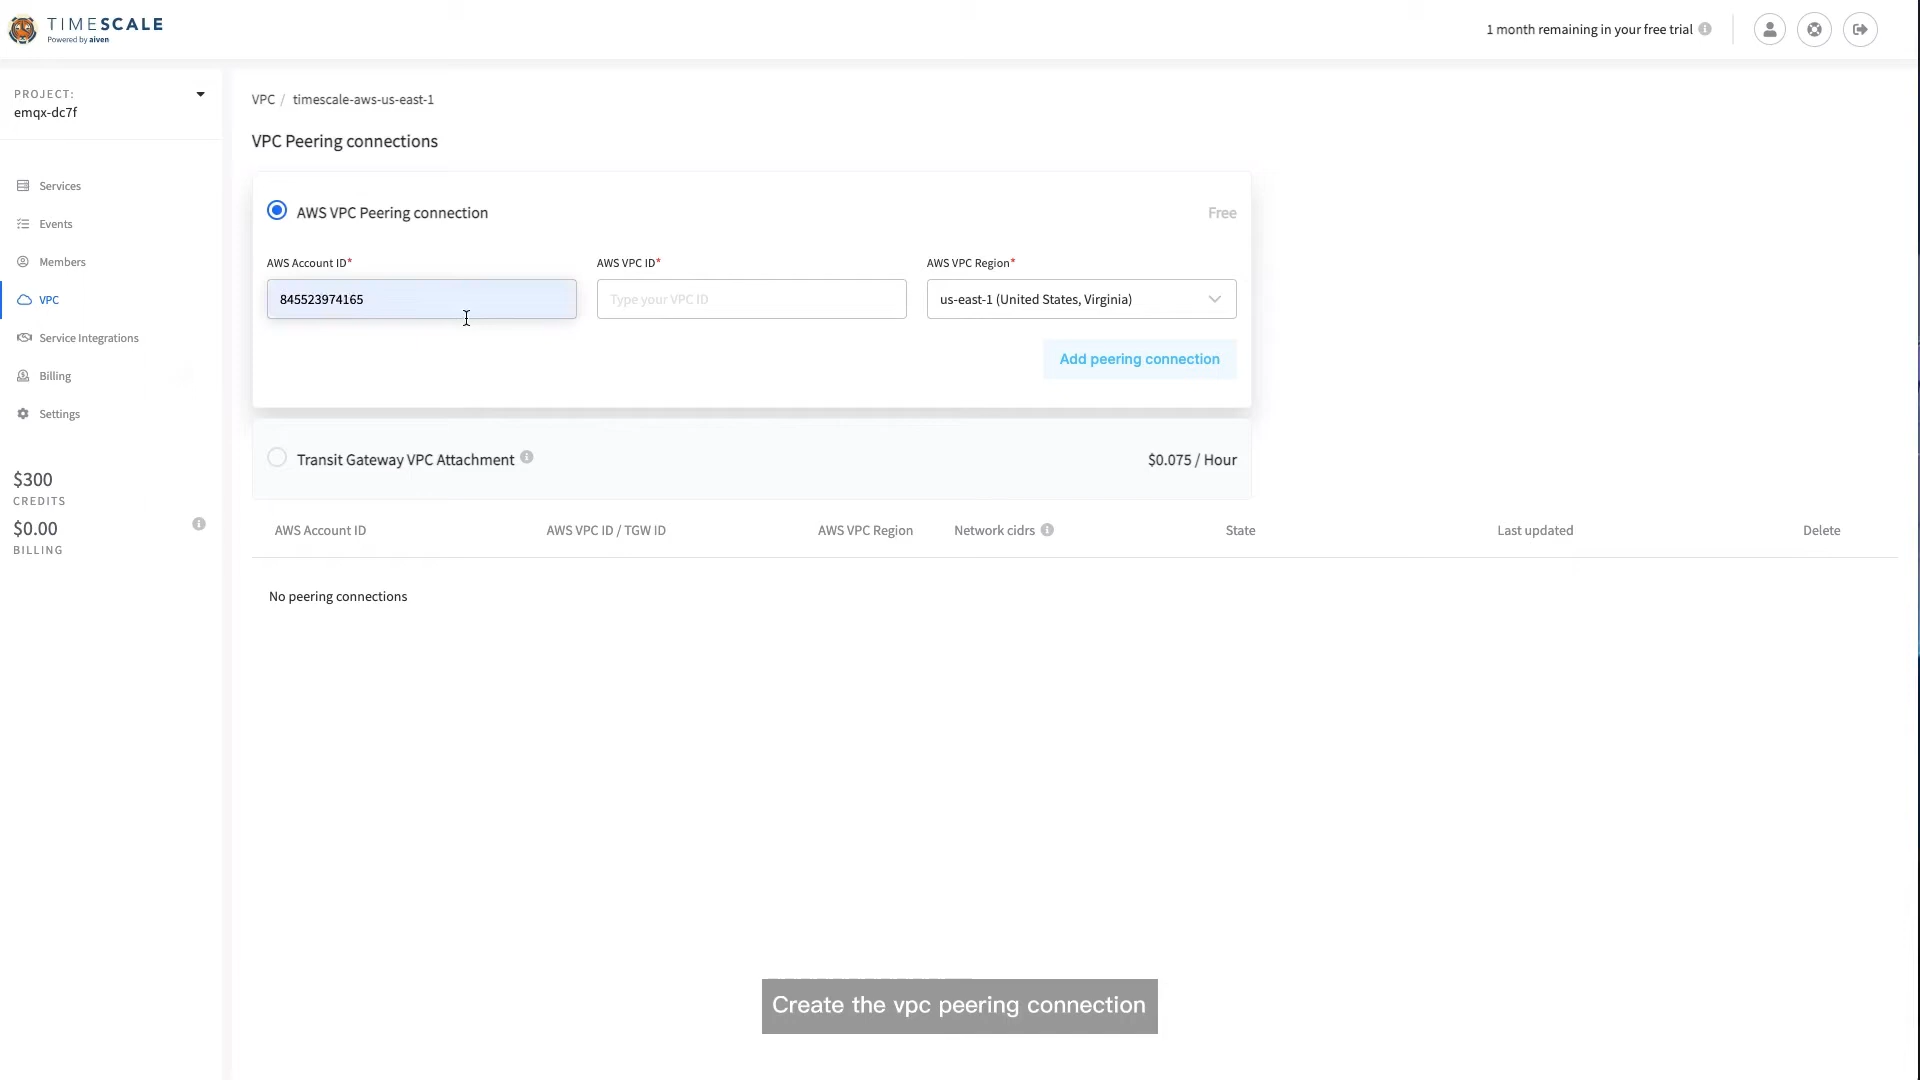 TIMESCALE
Powered by aiven
1 month remaining in your free trial
PROJECT:
emqx-dc7f
Services
Events
Members
VPC
Service Integrations
Billing
Settings
$300
CREDITS
$0.00
BILLING
VPC / timescale-aws-us-east-1
VPC Peering connections
AWS VPC Peering connection Free
AWS Account ID* AWS VPC ID* AWS VPC Region*
845523974165 Type your VPC ID us-east-1 (United States, Virginia)
Add peering connection
Transit Gateway VPC Attachment $0.075 / Hour
AWS Account ID AWS VPC ID / TGW ID AWS VPC Region Network cidrs State Last updated Delete
No peering connections
Create the vpc peering connection